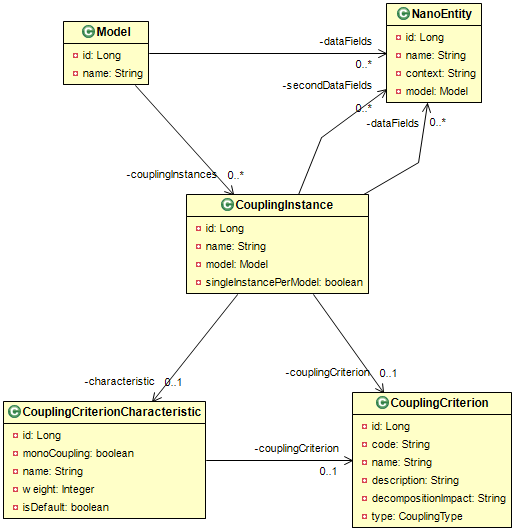 C Model
id: Long
name: String
C NanoEntity
id: Long
name: String
context: String
model: Model
-dataFields
0..*
-secondDataFields
0..*
-dataFields
0..*
-couplingInstances
0..*
C CouplingInstance
id: Long
name: String
model: Model
singleInstancePerModel: boolean
-characteristic
0..1
-couplingCriterion
0..1
C CouplingCriterionCharacteristic
id: Long
monoCoupling: boolean
name: String
weight: Integer
isDefault: boolean
-couplingCriterion
0..1
C CouplingCriterion
id: Long
code: String
name: String
description: String
decompositionImpact: String
type: CouplingType